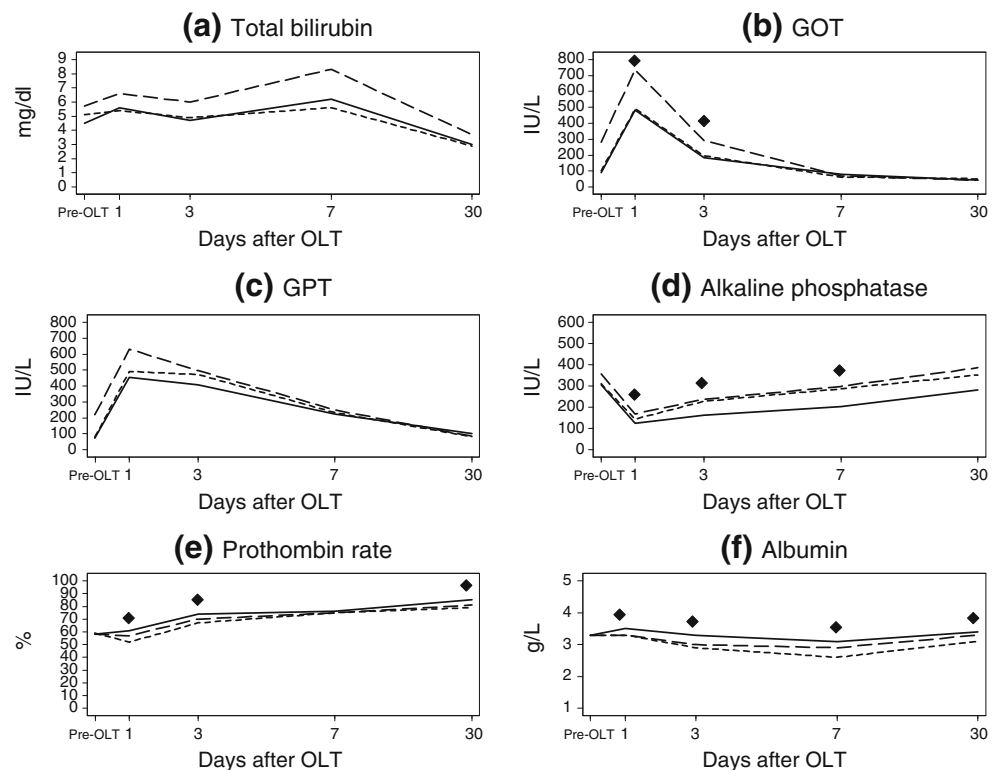 (a) Total bilirubin
mg/dl
9
8
7
6
5
4
3
2
1
0
Pre-OLT 1 3 7 30
Days after OLT
(b) GOT
IU/L
800
700
600
500
400
300
200
100
0
Pre-OLT 1 3 7 30
Days after OLT
(c) GPT
IU/L
800
700
600
500
400
300
200
100
0
Pre-OLT 1 3 7 30
Days after OLT
(d) Alkaline phosphatase
IU/L
600
500
400
300
200
100
0
Pre-OLT 1 3 7 30
Days after OLT
(e) Prothombin rate
%
100
90
80
70
60
50
40
30
20
10
0
Pre-OLT 1 3 7 30
Days after OLT
(f) Albumin
g/L
5
4
3
2
1
Pre-OLT 1 3 7 30
Days after OLT